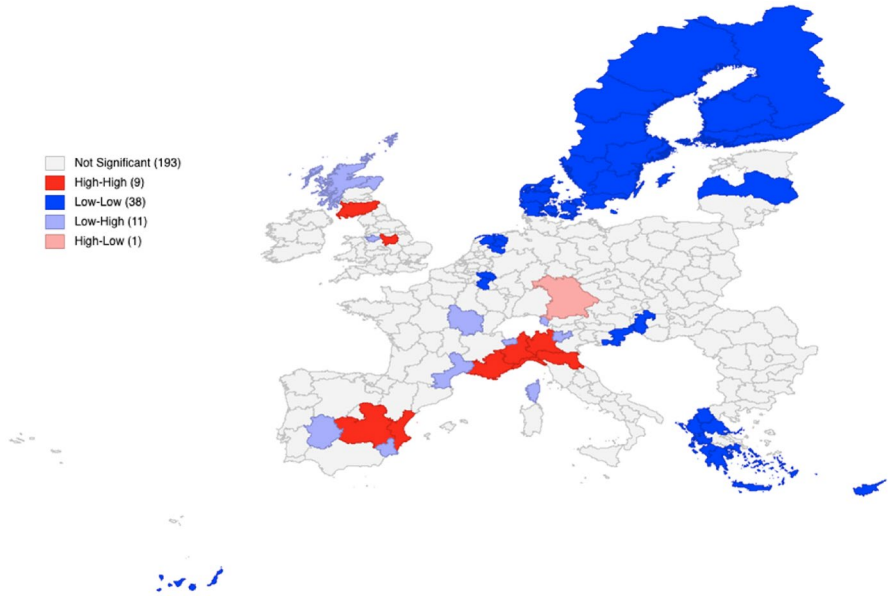 Not Significant (193)
High-High (9)
Low-Low (38)
Low-High (11)
High-Low (1)